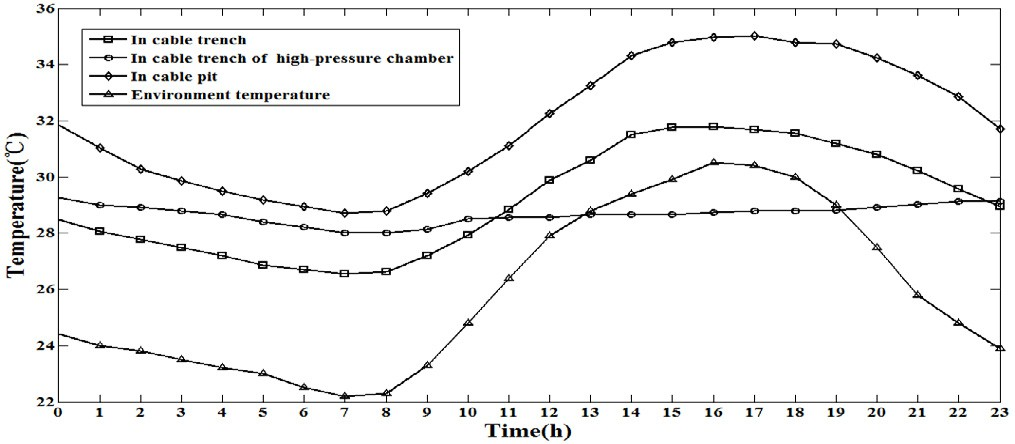 36
34
32
30
28
26
24
22
Temperature(℃)
In cable trench
In cable trench of high-pressure chamber
In cable pit
Environment temperature
0 1 2 3 4 5 6 7 8 9 10 11 12 13 14 15 16 17 18 19 20 21 22 23
Time(h)